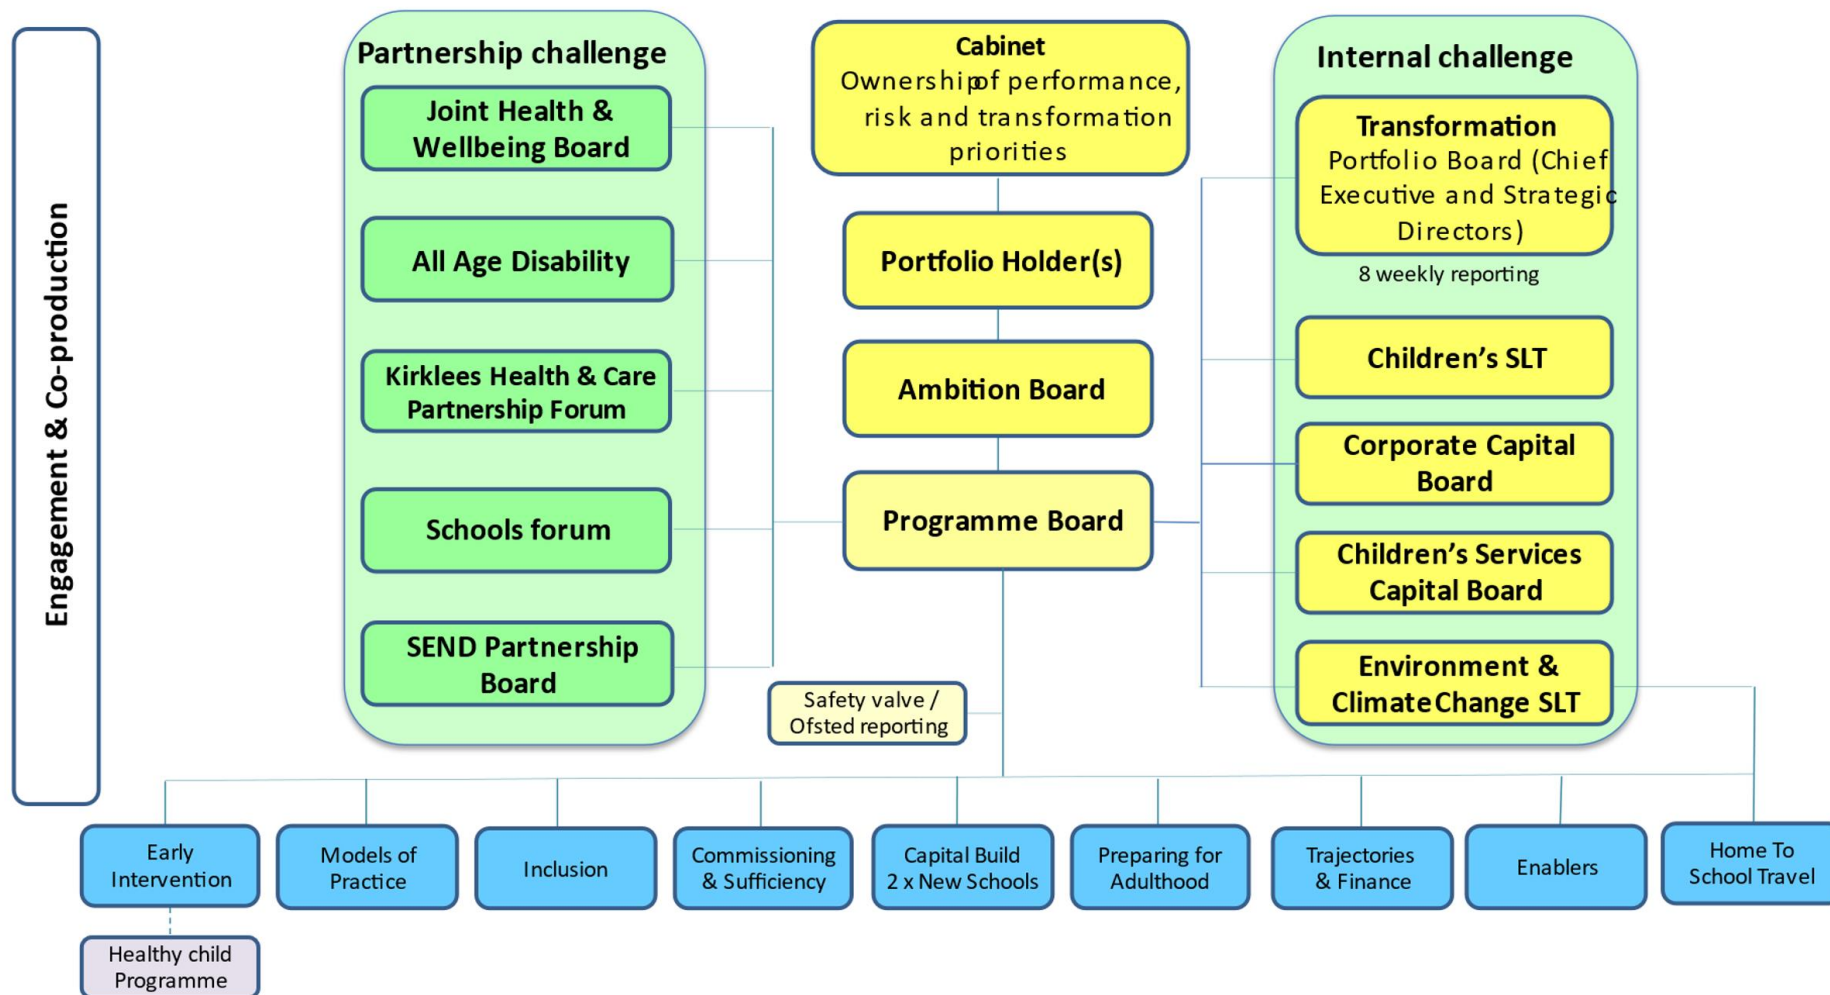 Engagement & Co-production
Partnership challenge
Joint Health &
Wellbeing Board
All Age Disability
Kirklees Health & Care
Partnership Forum
Schools forum
SEND Partnership
Board
Cabinet
Ownership of performance,
risk and transformation
priorities
Portfolio Holder(s)
Ambition Board
Programme Board
Safety valve /
Ofsted reporting
Internal challenge
Transformation
Portfolio Board (Chief
Executive and Strategic
Directors)
8 weekly reporting
Children’s SLT
Corporate Capital
Board
Children’s Services
Capital Board
Environment &
Climate Change SLT
Early
Intervention
Models of
Practice
Inclusion
Commissioning
& Sufficiency
Capital Build
2 x New Schools
Preparing for
Adulthood
Trajectories
& Finance
Enablers
Home To
School Travel
Healthy child
Programme